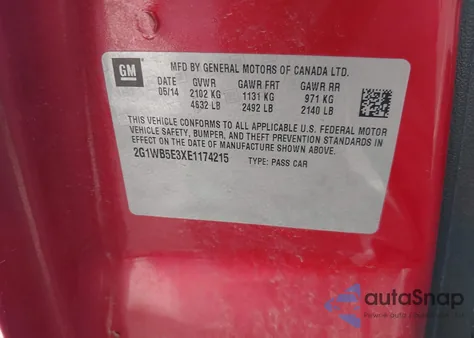 GM
MFD BY GENERAL MOTORS OF CANADA LTD.
DATE GVWR GAWR FRT GAWR RR
05/14 2102 KG 1131 KG 971 KG
4632 LB 2492 LB 2140 LB
THIS VEHICLE CONFORMS TO ALL APPLICABLE U.S. FEDERAL MOTOR
VEHICLE SAFETY, BUMPER, AND THEFT PREVENTION STANDARDS IN
EFFECT ON THE DATE OF MANUFACTURE SHOWN ABOVE.
2G1WB5E3XE1174215 TYPE: PASS CAR
autoSnap